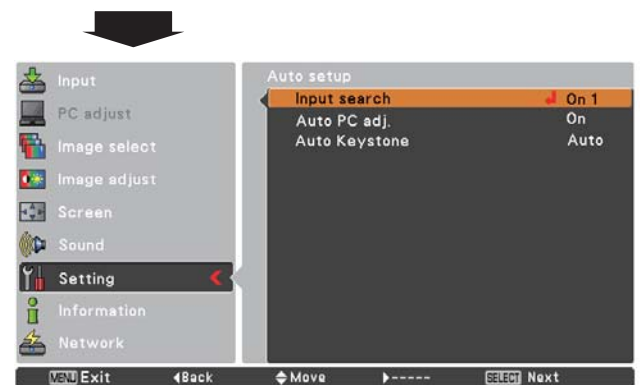 Auto setup
Input
Input search On 1
PC adjust
Auto PC adj. On
Auto Keystone Auto
Image select
Image adjust
Screen
Sound
Setting
Information
Network
MENU Exit Back Move ----- SELECT Next